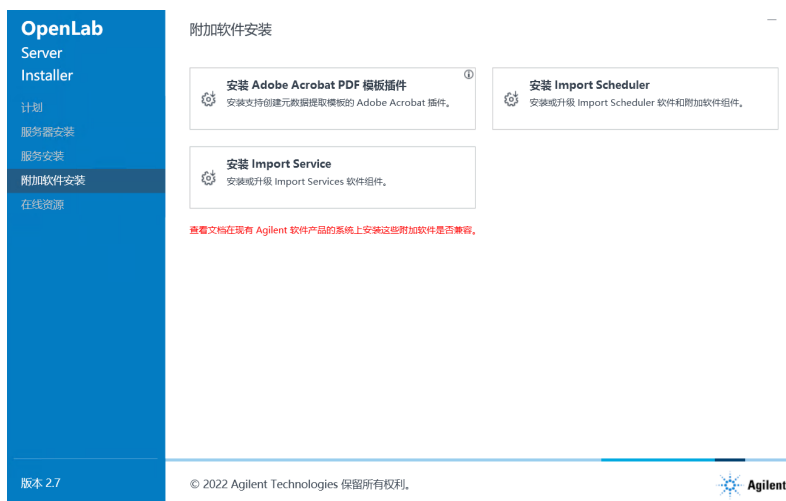 OpenLab
Server
Installer
计划
服务器安装
服务安装
附加软件安装
在线资源
版本 2.7
附加软件安装
安装 Adobe Acrobat PDF 模板插件
安装支持创建元数据提取模板的 Adobe Acrobat 插件。
安装 Import Scheduler
安装或升级 Import Scheduler 软件和附加软件组件。
安装 Import Service
安装或升级 Import Services 软件组件。
查看文档在现有 Agilent 软件产品的系统上安装这些附加软件是否兼容。
© 2022 Agilent Technologies 保留所有权利。
Agilent